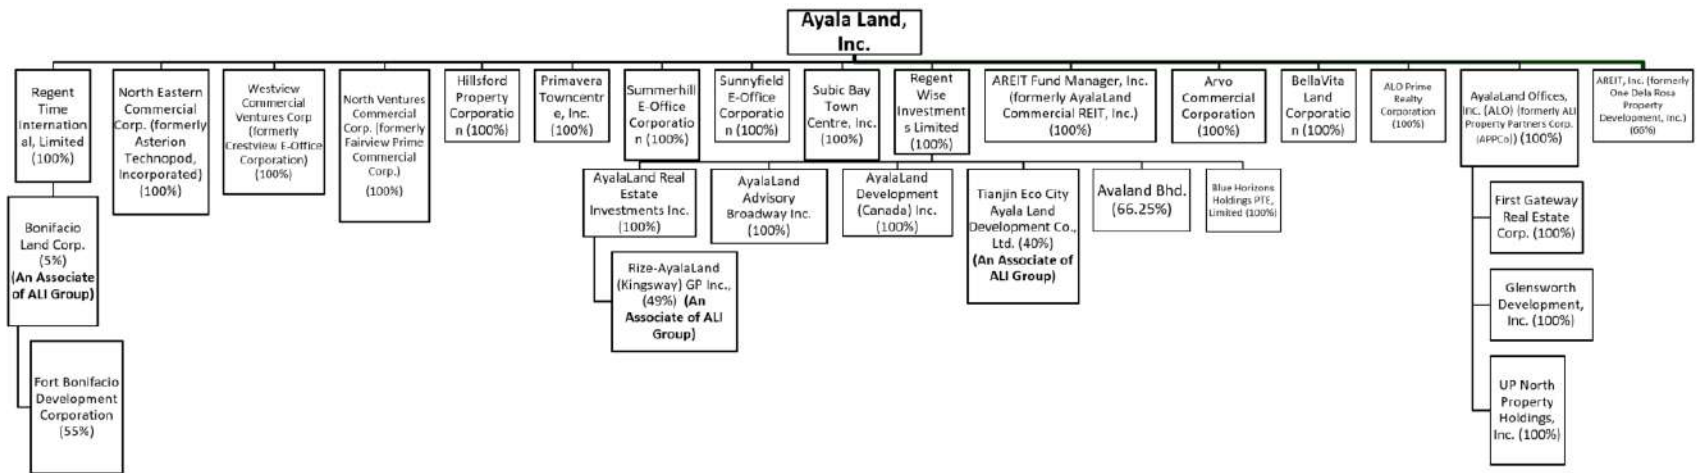 Ayala Land,
Inc.
Regent
Time
Internation
al, Limited
(100%)
North Eastern
Commercial
Corp. (formerly
Asterion
Technopod,
Incorporated)
(100%)
Westview
Commercial
Ventures Corp
(formerly
Crestview E-Office
Corporation)
(100%)
North Ventures
Commercial
Corp. (formerly
Fairview Prime
Commercial
Corp.)
(100%)
Hillsford
Property
Corporatio
n (100%)
Primavera
Towncentr
e, Inc.
(100%)
Summerhill
E-Office
Corporatio
n (100%)
Sunnyfield
E-Office
Corporatio
n (100%)
Subic Bay
Town
Centre, Inc.
(100%)
Regent
Wise
Investment
s Limited
(100%)
AREIT Fund Manager, Inc.
(formerly AyalaLand
Commercial REIT, Inc.)
(100%)
Arvo
Commercial
Corporation
(100%)
BellaVita
Land
Corporatio
n (100%)
ALO Prime
Realty
Corporation
(100%)
AyalaLand Offices,
Inc. (ALO) (formerly ALI
Property Partners Corp.
(APPCo)) (100%)
AREIT, Inc. (formerly
One Dela Rosa
Property
Development, Inc.)
(66%)
Bonifacio
Land Corp.
(5%)
(An Associate
of ALI Group)
Fort Bonifacio
Development
Corporation
(55%)
AyalaLand Real
Estate
Investments Inc.
(100%)
Rize-AyalaLand
(Kingsway) GP Inc.,
(49%) (An
Associate of ALI
Group)
AyalaLand
Advisory
Broadway Inc.
(100%)
AyalaLand
Development
(Canada) Inc.
(100%)
Tianjin Eco City
Ayala Land
Development Co.,
Ltd. (40%)
(An Associate of
ALI Group)
Avaland Bhd.
(66.25%)
Blue Horizons
Holdings PTE,
Limited (100%)
First Gateway
Real Estate
Corp. (100%)
Glensworth
Development,
Inc. (100%)
UP North
Property
Holdings,
Inc. (100%)